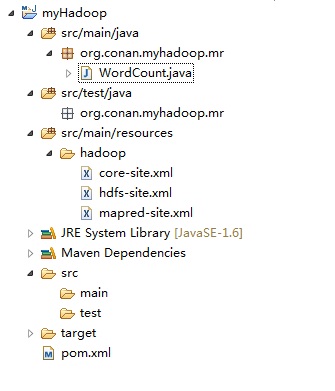 myHadoop
src/main/java
org.conan.myhadoop.mr
WordCount.java
src/test/java
org.conan.myhadoop.mr
src/main/resources
hadoop
core-site.xml
hdfs-site.xml
mapred-site.xml
JRE System Library [JavaSE-1.6]
Maven Dependencies
src
main
test
target
pom.xml